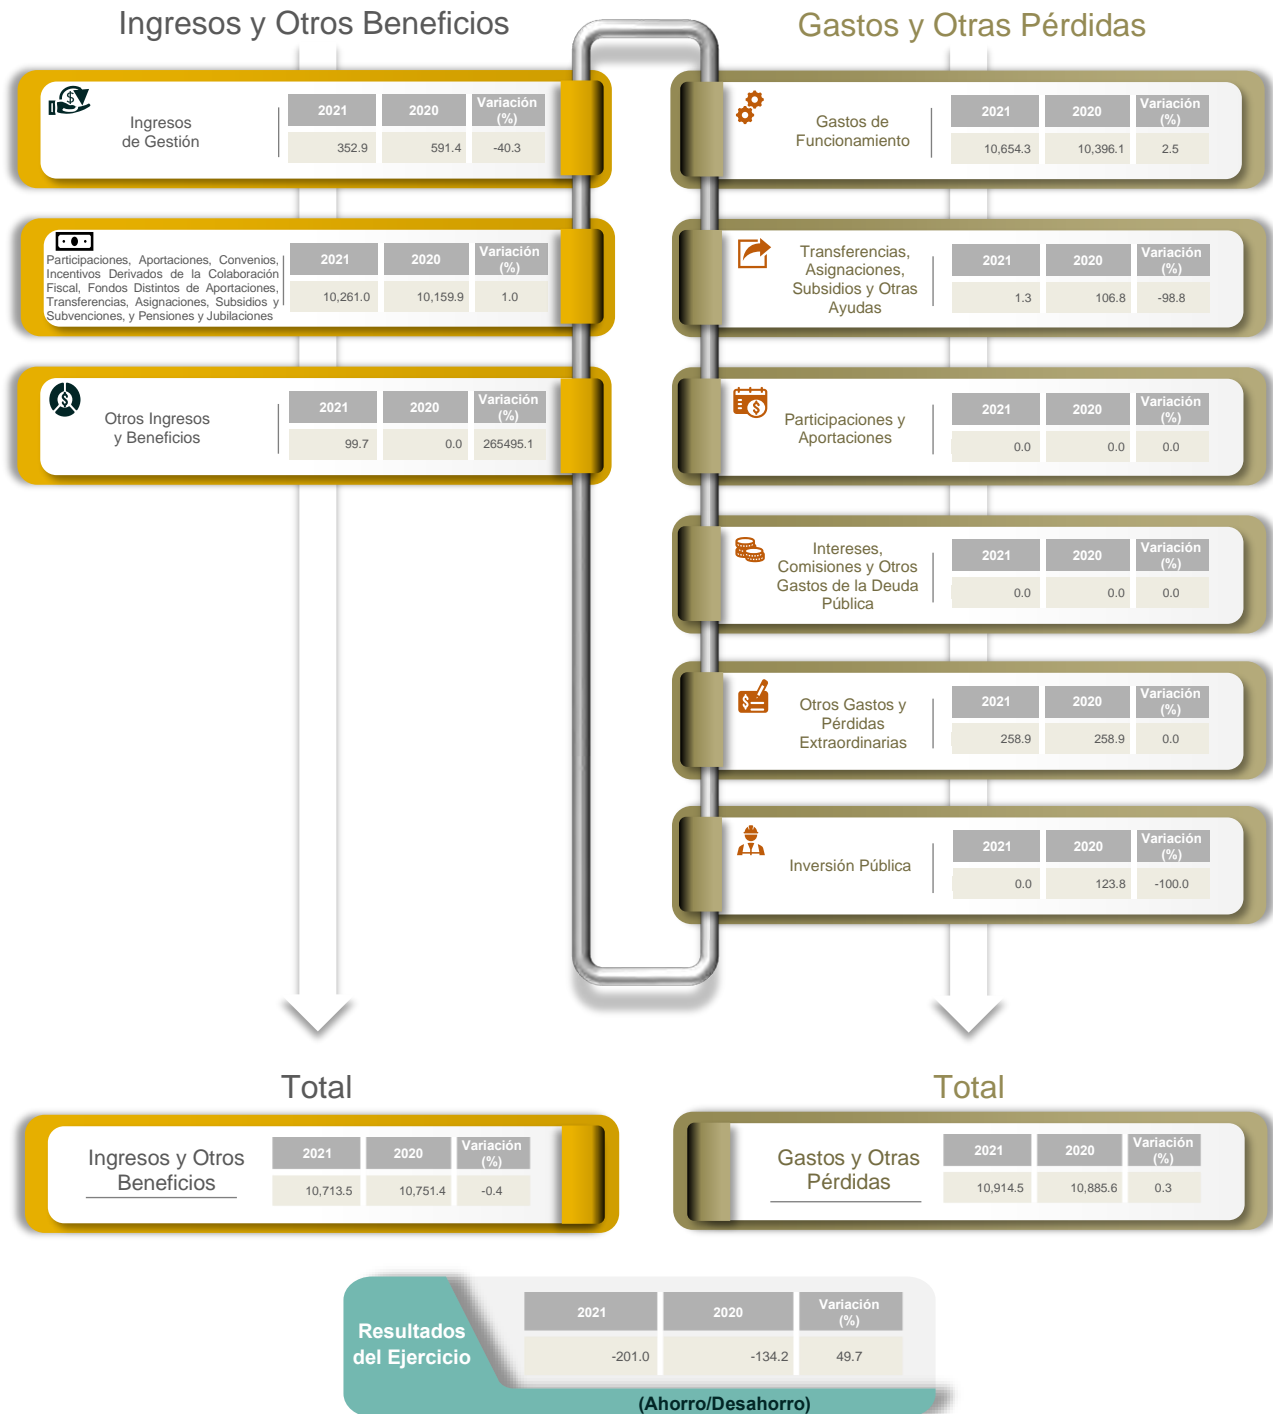 Ingresos y Otros Beneficios
Ingresos
de Gestión
2021 2020 Variación
(%)
352.9 591.4 -40.3
Participaciones, Aportaciones, Convenios,
Incentivos Derivados de la Colaboración
Fiscal, Fondos Distintos de Aportaciones,
Transferencias, Asignaciones, Subsidios y
Subvenciones, y Pensiones y Jubilaciones
2021 2020 Variación
(%)
10,261.0 10,159.9 1.0
Otros Ingresos
y Beneficios
2021 2020 Variación
(%)
99.7 0.0 265495.1
Total
Ingresos y Otros
Beneficios
2021 2020 Variación
(%)
10,713.5 10,751.4 -0.4
Gastos y Otras Pérdidas
Gastos de
Funcionamiento
2021 2020 Variación
(%)
10,654.3 10,396.1 2.5
Transferencias,
Asignaciones,
Subsidios y Otras
Ayudas
2021 2020 Variación
(%)
1.3 106.8 -98.8
Participaciones y
Aportaciones
2021 2020 Variación
(%)
0.0 0.0 0.0
Intereses,
Comisiones y Otros
Gastos de la Deuda
Pública
2021 2020 Variación
(%)
0.0 0.0 0.0
Otros Gastos y
Pérdidas
Extraordinarias
2021 2020 Variación
(%)
258.9 258.9 0.0
Inversión Pública
2021 2020 Variación
(%)
0.0 123.8 -100.0
Total
Gastos y Otras
Pérdidas
2021 2020 Variación
(%)
10,914.5 10,885.6 0.3
Resultados
del Ejercicio
2021 2020 Variación
(%)
-201.0 -134.2 49.7
(Ahorro/Desahorro)